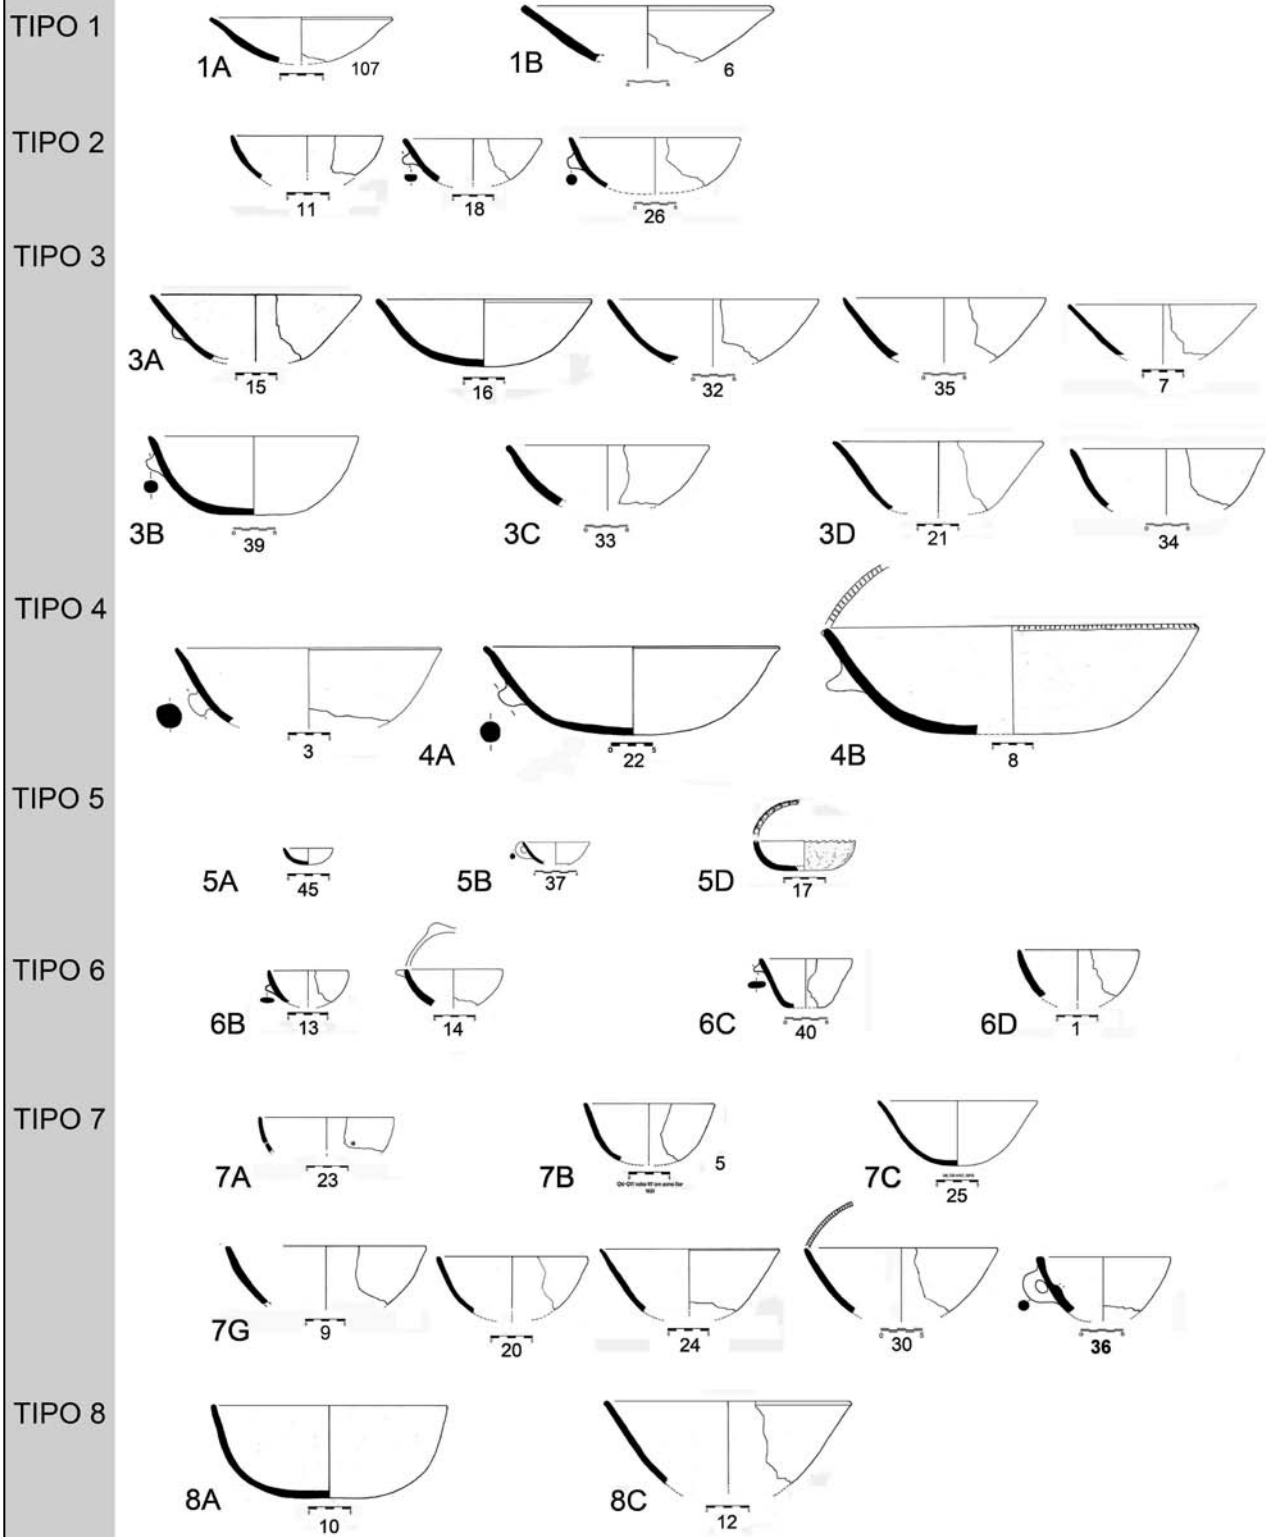 TIPO 1
1A 107 1B 6
TIPO 2
11 18 26
TIPO 3
3A 15 16 32 35 7
3B 39 3C 33 3D 21 34
TIPO 4
3 4A 22 4B 8
TIPO 5
5A 45 5B 37 5D 17
TIPO 6
6B 13 14 6C 40 6D 1
TIPO 7
7A 23 7B 5 7C 25
7G 9 20 24 30 36
TIPO 8
8A 10 8C 12